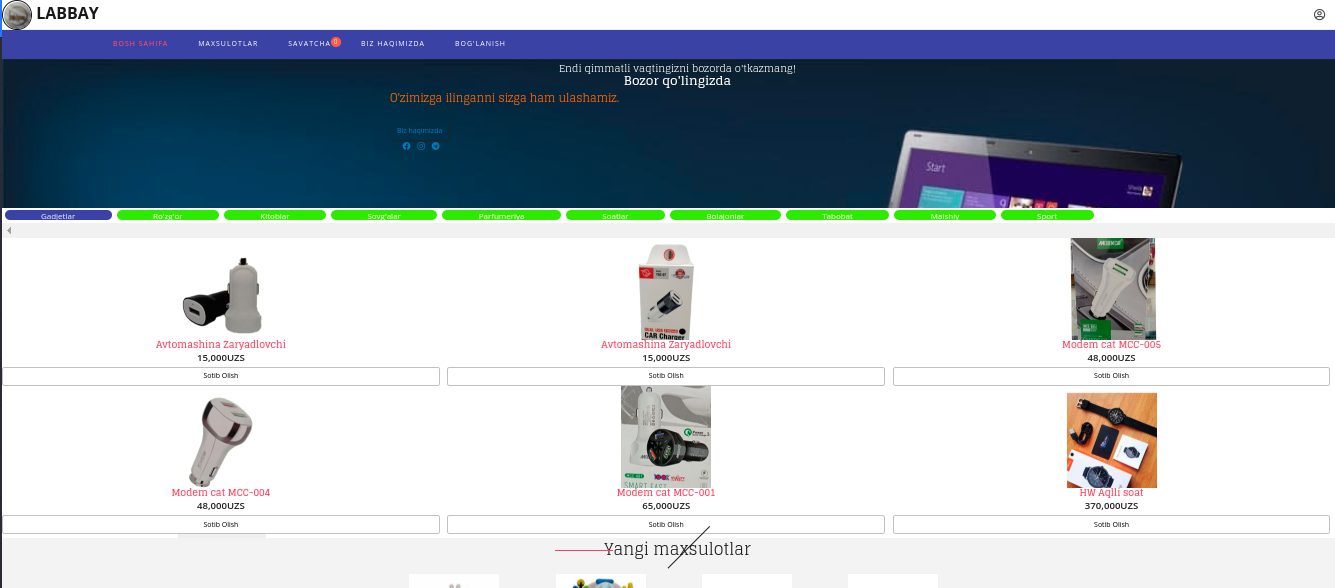 LABBAY
BOSH SAHIFA MAXSULOTLAR SAVATCHA 0 BIZ HAQIMIZDA BOG'LANISH
Endi qimmatli vaqtingizni bozorda o'tkazmang!
Bozor qo'lingizda
O'zimizga ilinganni sizga ham ulashamiz.
Biz haqimizda
Start
Gadjetlar Ro'zg'or Kitoblar Sovg'alar Parfumeriya Soatlar Bolajonlar Tabobat Maishiy Sport
CAR Charger
Avtomashina Zaryadlovchi Avtomashina Zaryadlovchi Modem cat MCC-005
15,000UZS 15,000UZS 48,000UZS
Sotib Olish Sotib Olish Sotib Olish
SMART FAST
Modem cat MCC-004 Modem cat MCC-001 HW Aqlli soat
48,000UZS 65,000UZS 370,000UZS
Sotib Olish Sotib Olish Sotib Olish
Yangi maxsulotlar